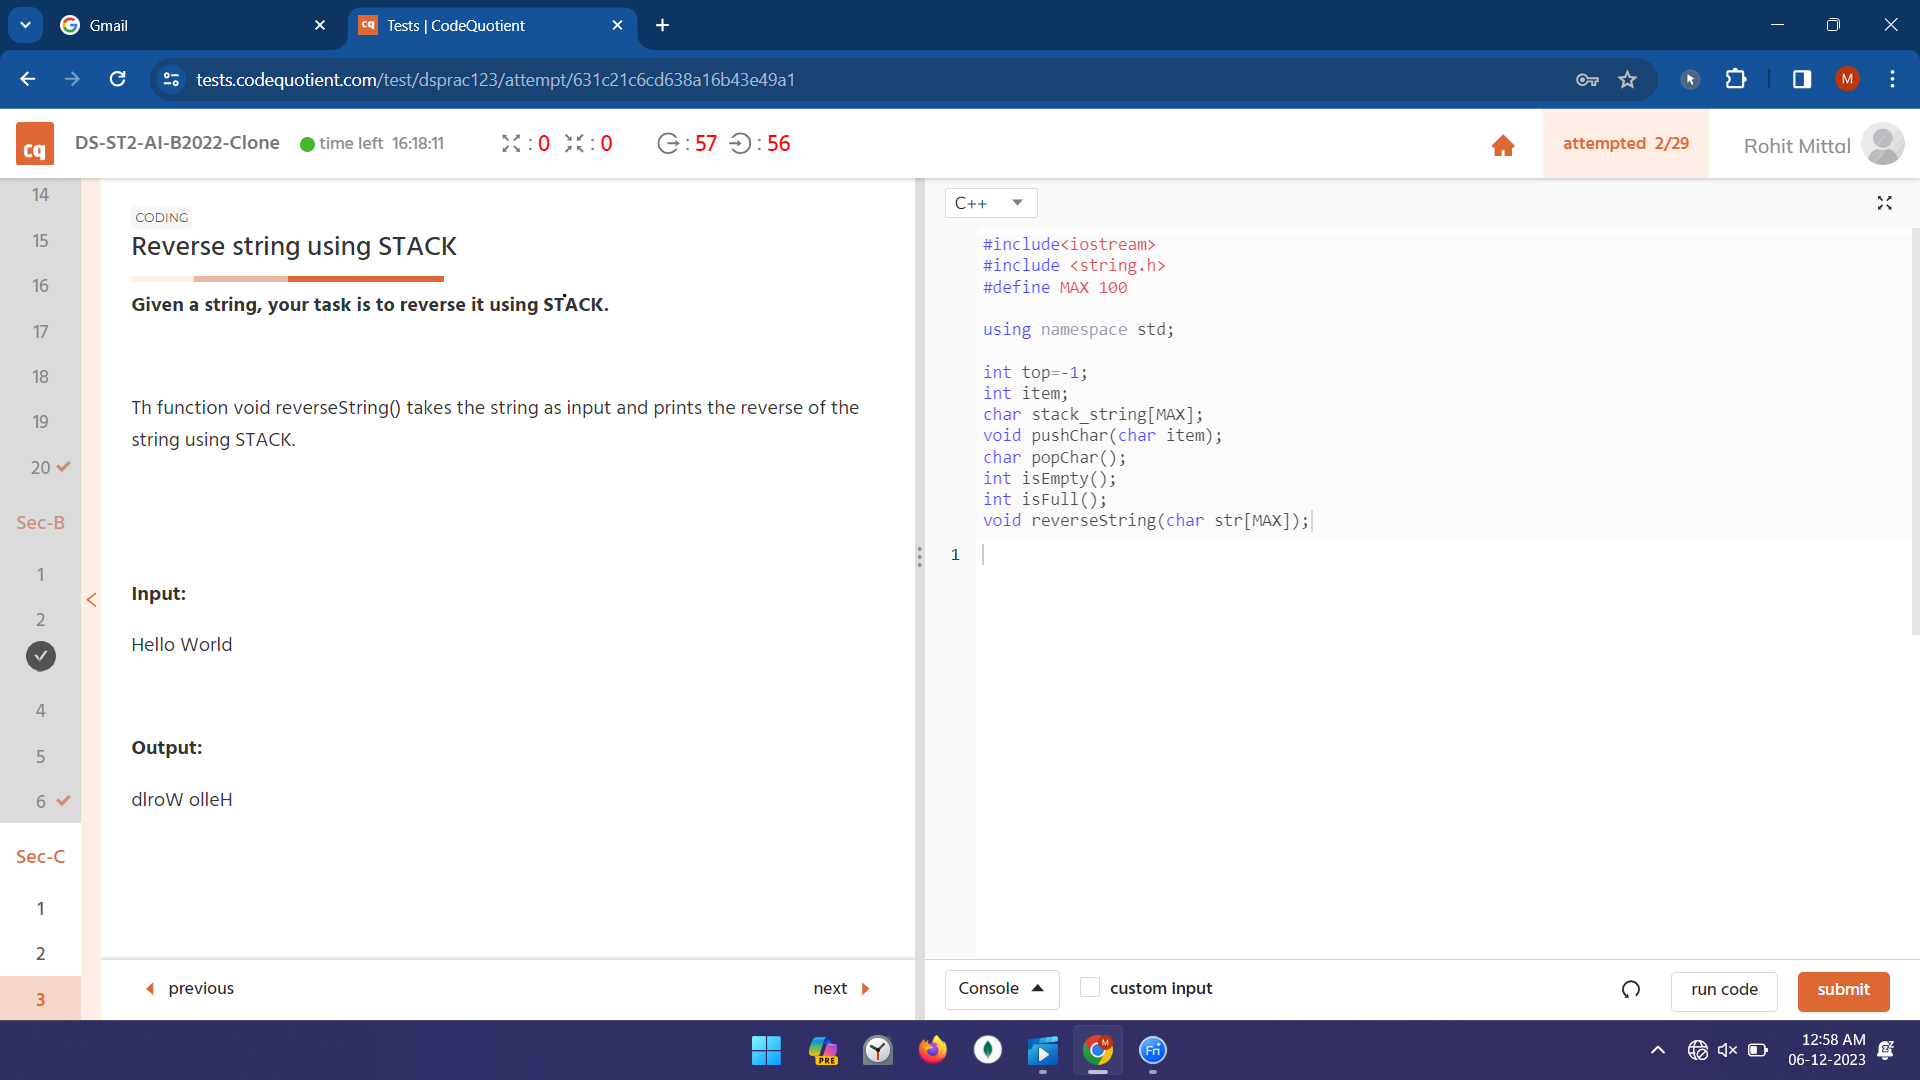 Gmail
cq Tests | CodeQuotient
tests.codequotient.com/test/dsprac123/attempt/631c21c6cd638a16b43e49a1
M
cq DS-ST2-AI-B2022-Clone time left 16:18:11 : 0 : 0 : 57 : 56 attempted 2/29 Rohit Mittal
14
15
16
17
18
19
20
Sec-B
1
2
4
5
6
Sec-C
1
2
3
CODING
Reverse string using STACK
Given a string, your task is to reverse it using STACK.
Th function void reverseString() takes the string as input and prints the reverse of the
string using STACK.
Input:
Hello World
Output:
dlroW olleH
previous next
C++
#include<iostream>
#include <string.h>
#define MAX 100
using namespace std;
int top=-1;
int item;
char stack_string[MAX];
void pushChar(char item);
char popChar();
int isEmpty();
int isFull();
void reverseString(char str[MAX]);
1
Console custom input run code submit
PRE
M
Fn
12:58 AM
06-12-2023